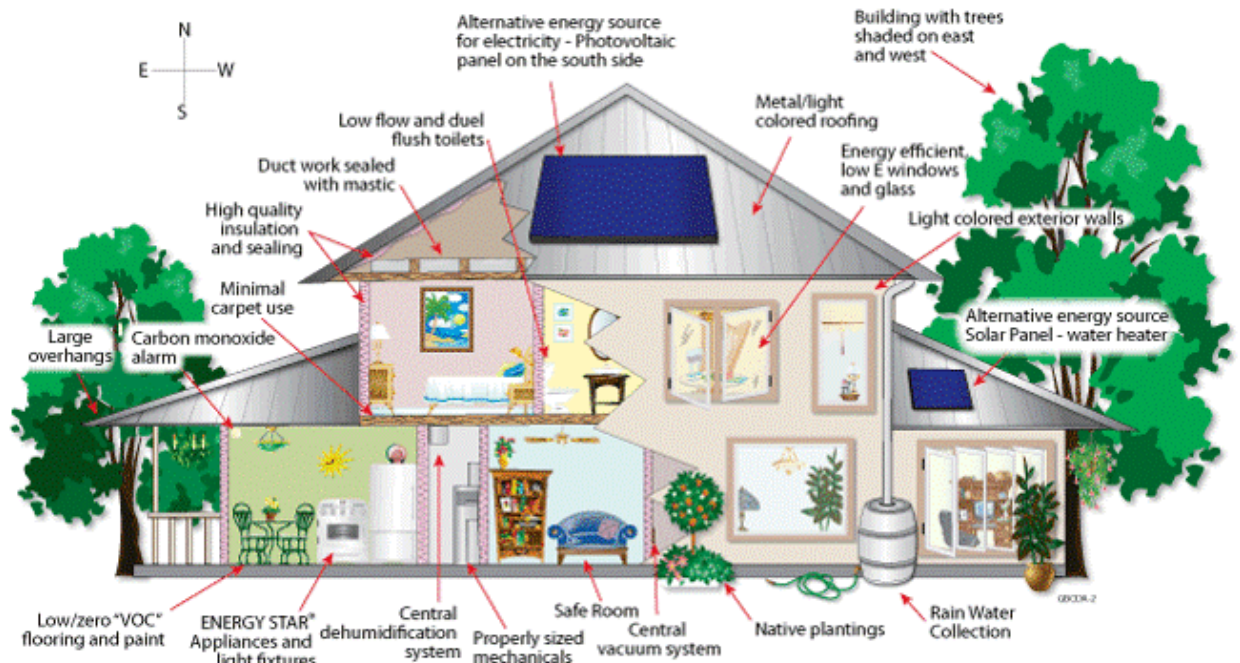 N
E
W
S
Alternative energy source
for electricity - Photovoltaic
panel on the south side
Building with trees
shaded on east
and west
Low flow and duel
flush toilets
Metal/light
colored roofing
Duct work sealed
with mastic
Energy efficient,
low E windows
and glass
High quality
insulation
and sealing
Light colored exterior walls
Minimal
carpet use
Large
overhangs
Carbon monoxide
alarm
Alternative energy source
Solar Panel - water heater
GBCDA-2
Low/zero “VOC”
flooring and paint
ENERGY STAR®
Appliances and
light fixtures
Central
dehumidification
system
Properly sized
mechanicals
Safe Room
Central
vacuum system
Native plantings
Rain Water
Collection